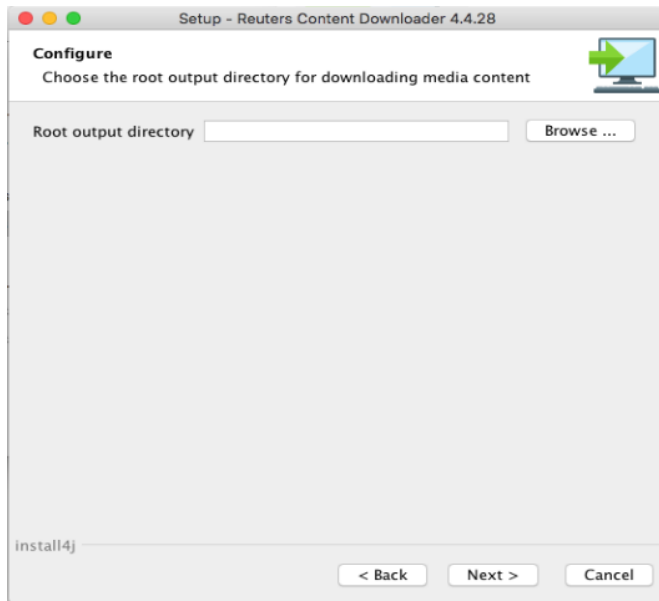 Setup - Reuters Content Downloader 4.4.28
Configure
Choose the root output directory for downloading media content
Root output directory
Browse ...
install4j
< Back
Next >
Cancel